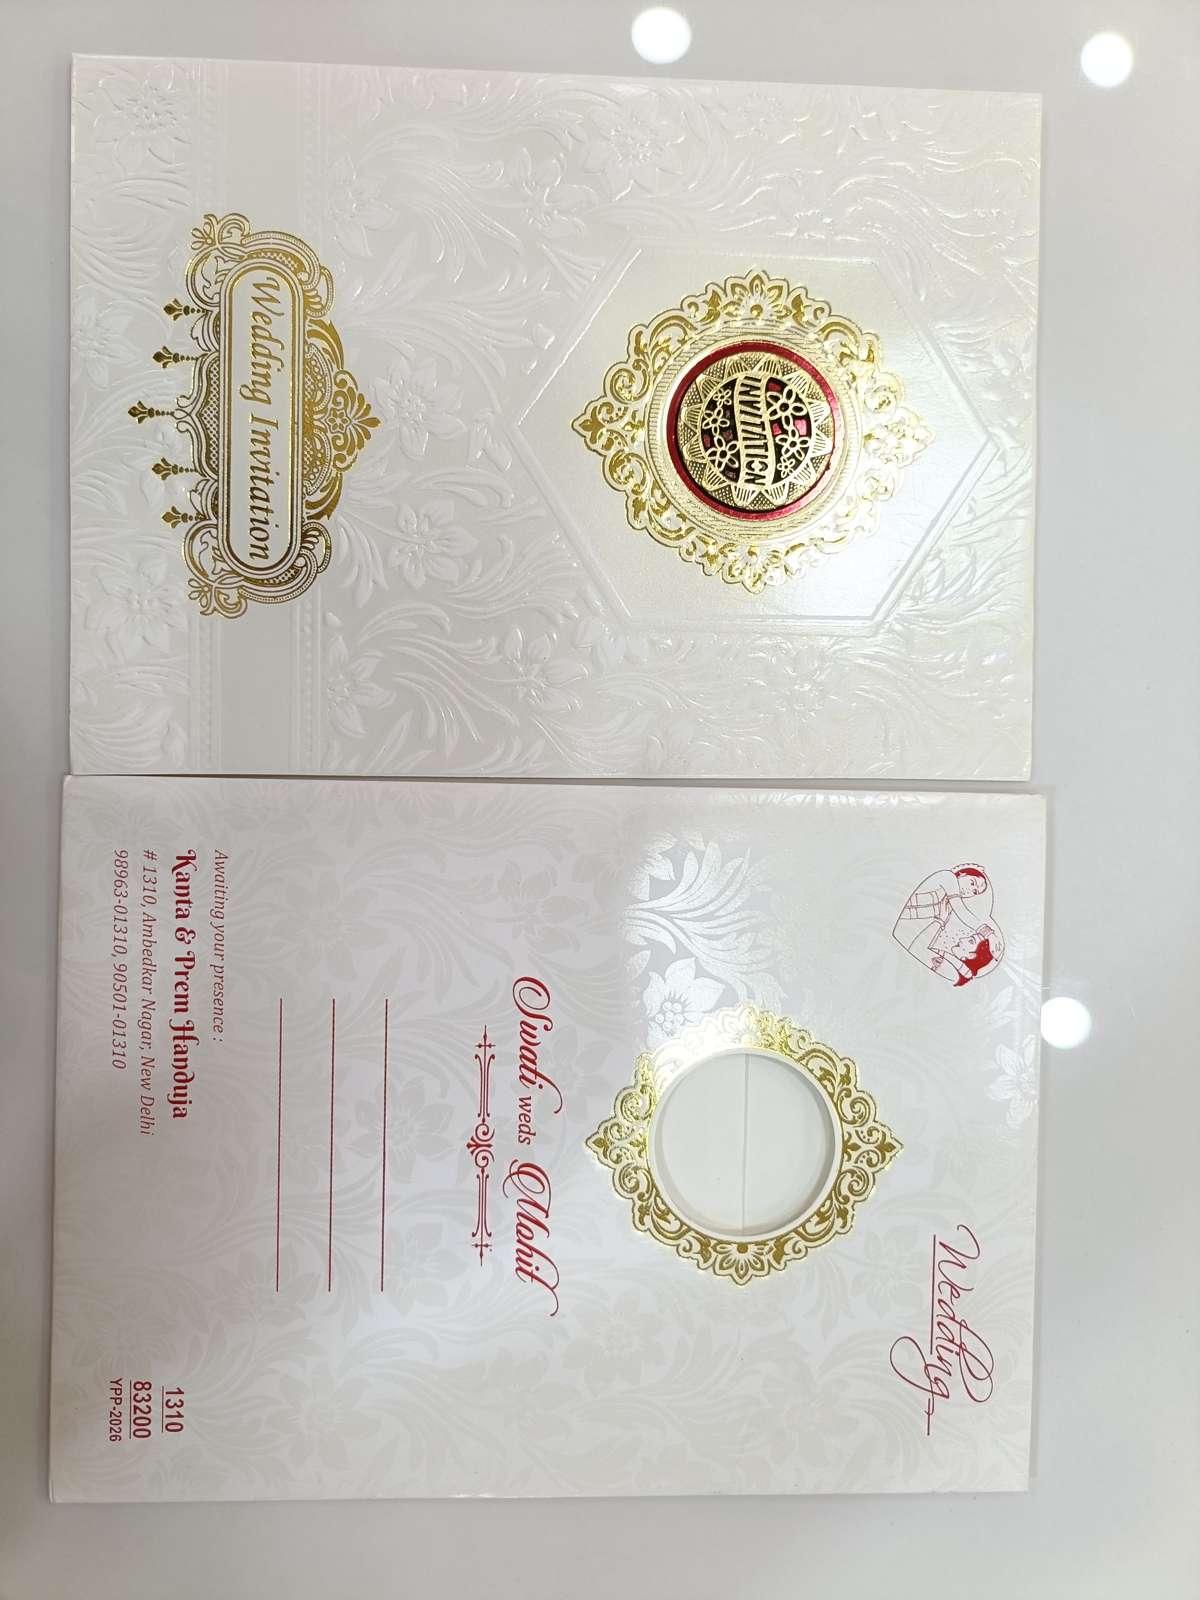 INVITATION
Wedding Invitation
Wedding
Swati weds Mohit
Awaiting your presence :
Kanta & Prem Handuja
# 1310, Ambedkar Nagar, New Delhi
98963-01310, 90501-01310
1310
83200
YPP-2026